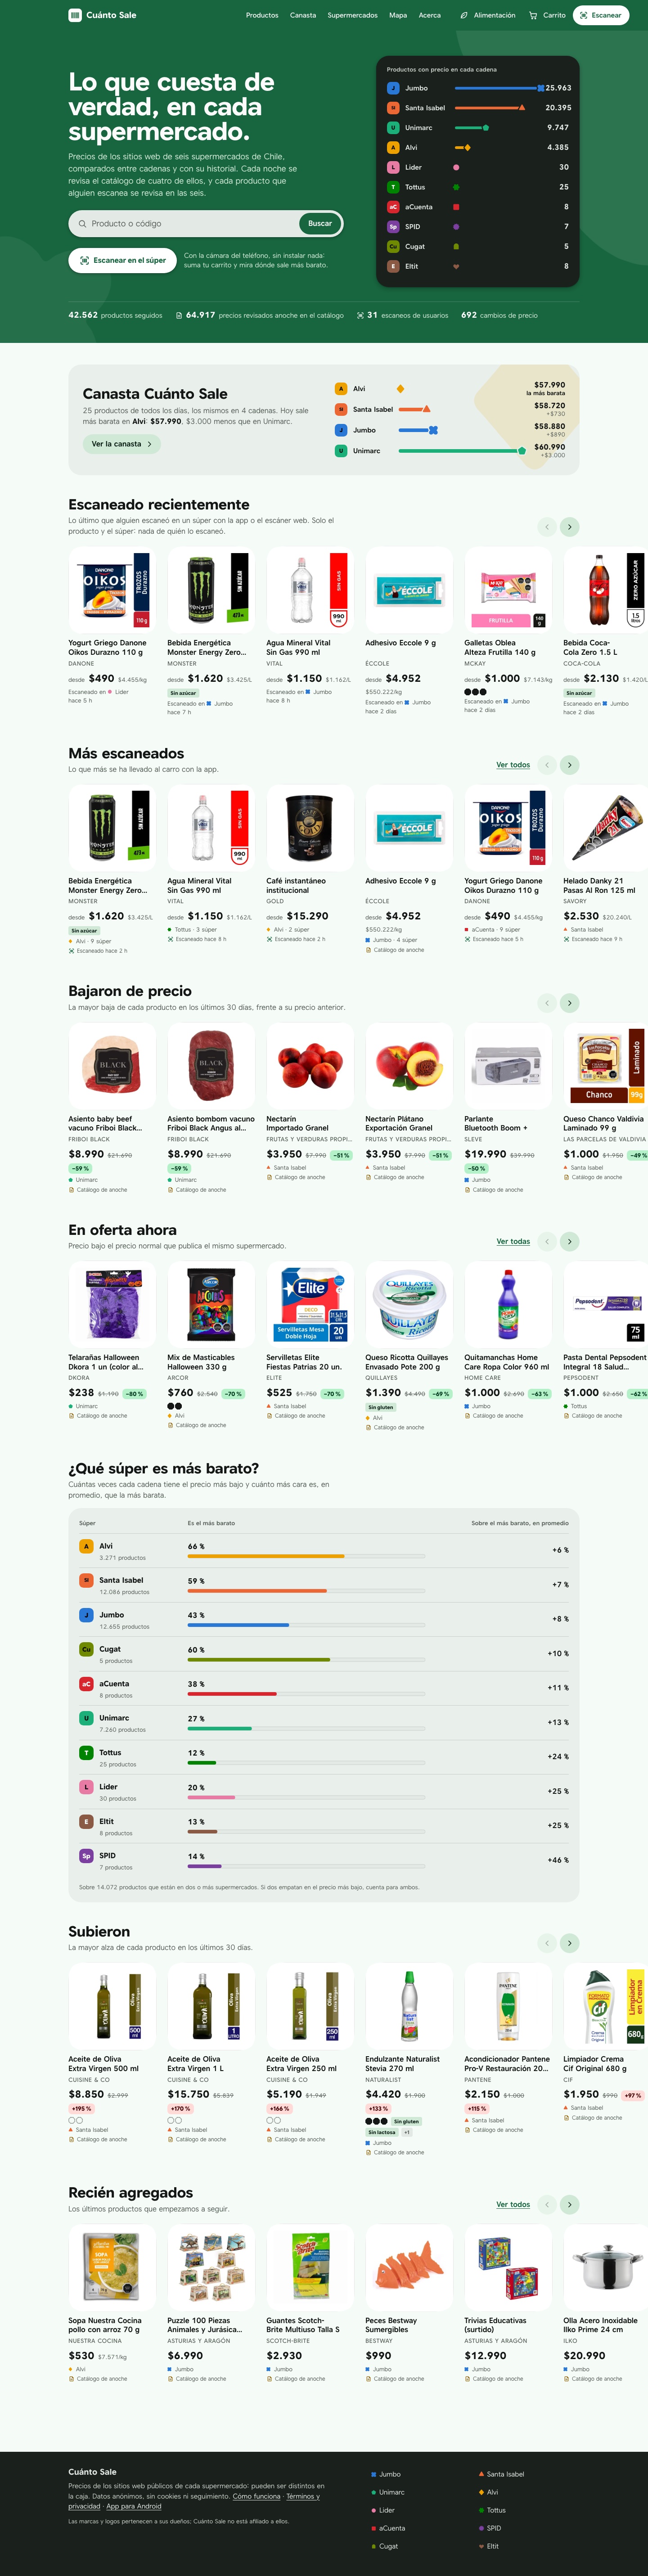 Cuánto Sale
Productos
Canasta
Supermercados
Mapa
Acerca
Alimentación
Carrito
Escanear
Lo que cuesta de
verdad, en cada
supermercado.
Precios de los sitios web de seis supermercados de Chile,
comparados entre cadenas y con su historial. Cada noche se
revisa el catálogo de cuatro de ellos, y cada producto que
alguien escanea se revisa en las seis.
Producto o código
Buscar
Escanear en el súper
Con la cámara del teléfono, sin instalar nada:
suma tu carrito y mira dónde sale más barato.
Productos con precio en cada cadena
J Jumbo 25.963
SI Santa Isabel 20.395
U Unimarc 9.747
A Alvi 4.385
L Lider 30
T Tottus 25
aC aCuenta 8
Sp SPID 7
Cu Cugat 5
E Eltit 8
42.562 productos seguidos
64.917 precios revisados anoche en el catálogo
31 escaneos de usuarios
692 cambios de precio
Canasta Cuánto Sale
25 productos de todos los días, los mismos en 4 cadenas. Hoy sale
más barata en Alvi: $57.990, $3.000 menos que en Unimarc.
Ver la canasta
A Alvi $57.990
la más barata
SI Santa Isabel $58.720
+$730
J Jumbo $58.880
+$890
U Unimarc $60.990
+$3.000
Escaneado recientemente
Lo último que alguien escaneó en un súper con la app o el escáner web. Solo el
producto y el súper: nada de quién lo escaneó.
Yogurt Griego Danone
Oikos Durazno 110 g
DANONE
desde $490 $4.455/kg
Escaneado en Lider
hace 5 h
Bebida Energética
Monster Energy Zero...
MONSTER
desde $1.620 $3.425/L
Sin azúcar
Escaneado en Jumbo
hace 7 h
Agua Mineral Vital
Sin Gas 990 ml
VITAL
desde $1.150 $1.162/L
Escaneado en Jumbo
hace 8 h
Adhesivo Eccole 9 g
ÉCCOLE
desde $4.952
$550.222/kg
Escaneado en Jumbo
hace 2 días
Galletas Oblea
Alteza Frutilla 140 g
MCKAY
desde $1.000 $7.143/kg
Escaneado en Jumbo
hace 2 días
Bebida Coca-
Cola Zero 1.5 L
COCA-COLA
desde $2.130 $1.420/L
Sin azúcar
Escaneado en Jumbo
hace 2 días
Más escaneados
Lo que más se ha llevado al carro con la app.
Ver todos
Bebida Energética
Monster Energy Zero...
MONSTER
desde $1.620 $3.425/L
Sin azúcar
Alvi · 9 súper
Escaneado hace 2 h
Agua Mineral Vital
Sin Gas 990 ml
VITAL
desde $1.150 $1.162/L
Tottus · 3 súper
Escaneado hace 8 h
Café instantáneo
institucional
GOLD
desde $15.290
Alvi · 2 súper
Escaneado hace 2 h
Adhesivo Eccole 9 g
ÉCCOLE
desde $4.952
$550.222/kg
Jumbo · 4 súper
Catálogo de anoche
Yogurt Griego Danone
Oikos Durazno 110 g
DANONE
desde $490 $4.455/kg
aCuenta · 9 súper
Escaneado hace 5 h
Helado Danky 21
Pasas Al Ron 125 ml
SAVORY
$2.530 $20.240/L
Santa Isabel
Escaneado hace 9 h
Bajaron de precio
La mayor baja de cada producto en los últimos 30 días, frente a su precio anterior.
Asiento baby beef
vacuno Friboi Black...
FRIBOI BLACK
$8.990 $21.690
−59 %
Unimarc
Catálogo de anoche
Asiento bombom vacuno
Friboi Black Angus al...
FRIBOI BLACK
$8.990 $21.690
−59 %
Unimarc
Catálogo de anoche
Nectarín
Importado Granel
FRUTAS Y VERDURAS PROPI...
$3.950 $7.990 −51 %
Santa Isabel
Catálogo de anoche
Nectarín Plátano
Exportación Granel
FRUTAS Y VERDURAS PROPI...
$3.950 $7.990 −51 %
Santa Isabel
Catálogo de anoche
Parlante
Bluetooth Boom +
SLEVE
$19.990 $39.990
−50 %
Jumbo
Catálogo de anoche
Queso Chanco Valdivia
Laminado 99 g
LAS PARCELAS DE VALDIVIA
$1.000 $1.950 −49 %
Santa Isabel
Catálogo de anoche
En oferta ahora
Precio bajo el precio normal que publica el mismo supermercado.
Ver todas
Telarañas Halloween
Dkora 1 un (color al...
DKORA
$238 $1.190 −80 %
Unimarc
Catálogo de anoche
Mix de Masticables
Halloween 330 g
ARCOR
$760 $2.540 −70 %
Alvi
Catálogo de anoche
Servilletas Elite
Fiestas Patrias 20 un.
ELITE
$525 $1.750 −70 %
Santa Isabel
Catálogo de anoche
Queso Ricotta Quillayes
Envasado Pote 200 g
QUILLAYES
$1.390 $4.490 −69 %
Sin gluten
Alvi
Catálogo de anoche
Quitamanchas Home
Care Ropa Color 960 ml
HOME CARE
$1.000 $2.690 −63 %
Jumbo
Catálogo de anoche
Pasta Dental Pepsodent
Integral 18 Salud...
PEPSODENT
$1.000 $2.650 −62 %
Tottus
Catálogo de anoche
¿Qué súper es más barato?
Cuántas veces cada cadena tiene el precio más bajo y cuánto más cara es, en
promedio, que la más barata.
Súper
Es el más barato
Sobre el más barato, en promedio
A Alvi 66 % +6 %
3.271 productos
SI Santa Isabel 59 % +7 %
12.086 productos
J Jumbo 43 % +8 %
12.655 productos
Cu Cugat 60 % +10 %
5 productos
aC aCuenta 38 % +11 %
8 productos
U Unimarc 27 % +13 %
7.260 productos
T Tottus 12 % +24 %
25 productos
L Lider 20 % +25 %
30 productos
E Eltit 13 % +25 %
8 productos
Sp SPID 14 % +46 %
7 productos
Sobre 14.072 productos que están en dos o más supermercados. Si dos empatan en el precio más bajo, cuenta para ambos.
Subieron
La mayor alza de cada producto en los últimos 30 días.
Aceite de Oliva
Extra Virgen 500 ml
CUISINE & CO
$8.850 $2.999
+195 %
Santa Isabel
Catálogo de anoche
Aceite de Oliva
Extra Virgen 1 L
CUISINE & CO
$15.750 $5.839
+170 %
Santa Isabel
Catálogo de anoche
Aceite de Oliva
Extra Virgen 250 ml
CUISINE & CO
$5.190 $1.949
+166 %
Santa Isabel
Catálogo de anoche
Endulzante Naturalist
Stevia 270 ml
NATURALIST
$4.420 $1.900
+133 %
Sin gluten
Sin lactosa +1
Jumbo
Catálogo de anoche
Acondicionador Pantene
Pro-V Restauración 20...
PANTENE
$2.150 $1.000
+115 %
Santa Isabel
Catálogo de anoche
Limpiador Crema
Cif Original 680 g
CIF
$1.950 $990 +97 %
Santa Isabel
Catálogo de anoche
Recién agregados
Los últimos productos que empezamos a seguir.
Ver todos
Sopa Nuestra Cocina
pollo con arroz 70 g
NUESTRA COCINA
$530 $7.571/kg
Alvi
Catálogo de anoche
Puzzle 100 Piezas
Animales y Jurásica...
ASTURIAS Y ARAGÓN
$6.990
Jumbo
Catálogo de anoche
Guantes Scotch-
Brite Multiuso Talla S
SCOTCH-BRITE
$2.930
Jumbo
Catálogo de anoche
Peces Bestway
Sumergibles
BESTWAY
$990
Jumbo
Catálogo de anoche
Trivias Educativas
(surtido)
ASTURIAS Y ARAGÓN
$12.990
Jumbo
Catálogo de anoche
Olla Acero Inoxidable
Ilko Prime 24 cm
ILKO
$20.990
Jumbo
Catálogo de anoche
Cuánto Sale
Precios de los sitios web públicos de cada supermercado: pueden ser distintos en
la caja. Datos anónimos, sin cookies ni seguimiento. Cómo funciona · Términos y
privacidad · App para Android
Las marcas y logos pertenecen a sus dueños; Cuánto Sale no está afiliado a ellos.
Jumbo
Santa Isabel
Unimarc
Alvi
Lider
Tottus
aCuenta
SPID
Cugat
Eltit